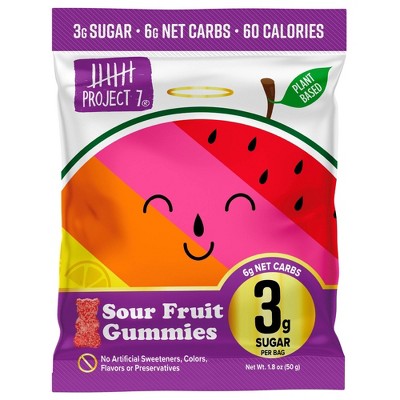 3g SUGAR • 6g NET CARBS • 60 CALORIES
PROJECT 7®
PLANT
BASED
6g NET CARBS
3g
SUGAR
PER BAG
Sour Fruit
Gummies
No Artificial Sweeteners, Colors,
Flavors or Preservatives
Net Wt. 1.8 oz (50 g)